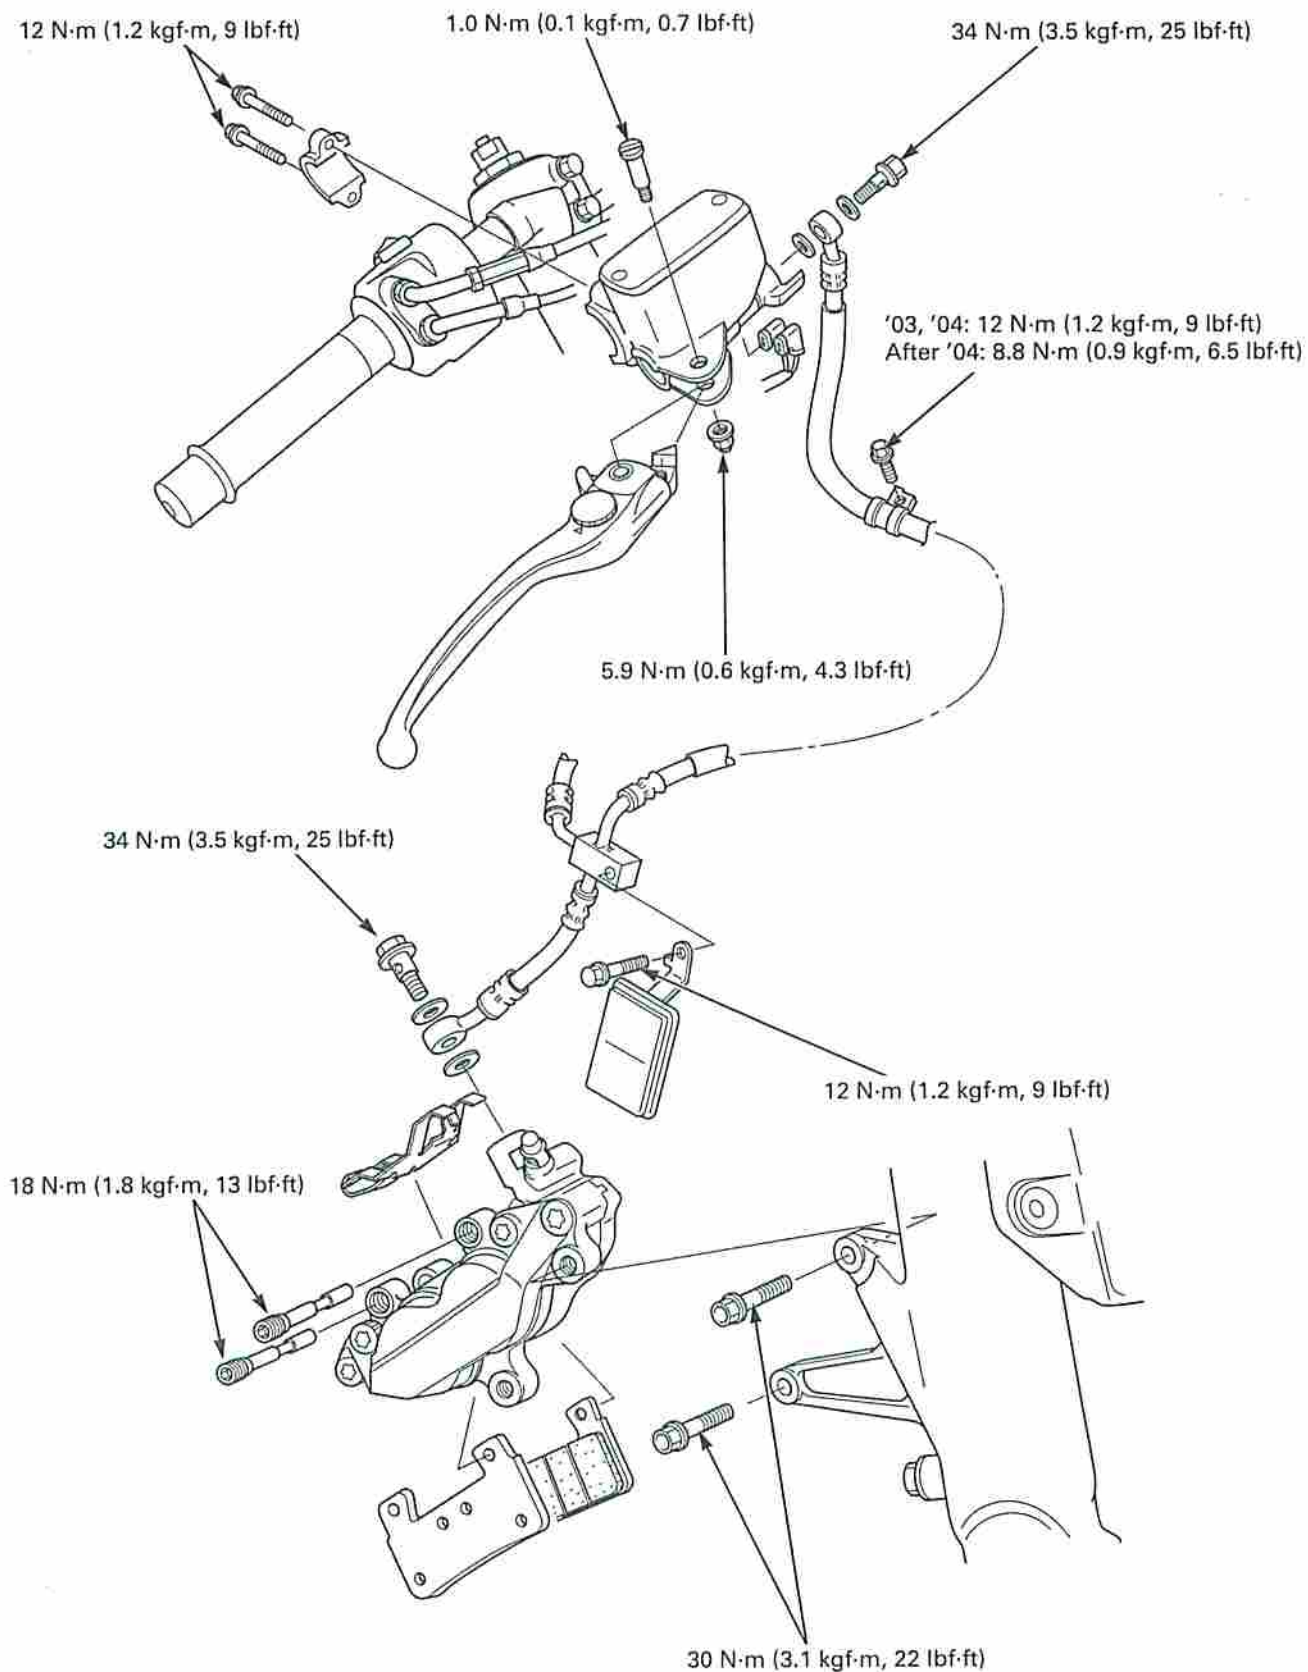 12 N·m (1.2 kgf·m, 9 lbf·ft)
1.0 N·m (0.1 kgf·m, 0.7 lbf·ft)
34 N·m (3.5 kgf·m, 25 lbf·ft)
'03, '04: 12 N·m (1.2 kgf·m, 9 lbf·ft)
After '04: 8.8 N·m (0.9 kgf·m, 6.5 lbf·ft)
5.9 N·m (0.6 kgf·m, 4.3 lbf·ft)
34 N·m (3.5 kgf·m, 25 lbf·ft)
12 N·m (1.2 kgf·m, 9 lbf·ft)
18 N·m (1.8 kgf·m, 13 lbf·ft)
30 N·m (3.1 kgf·m, 22 lbf·ft)